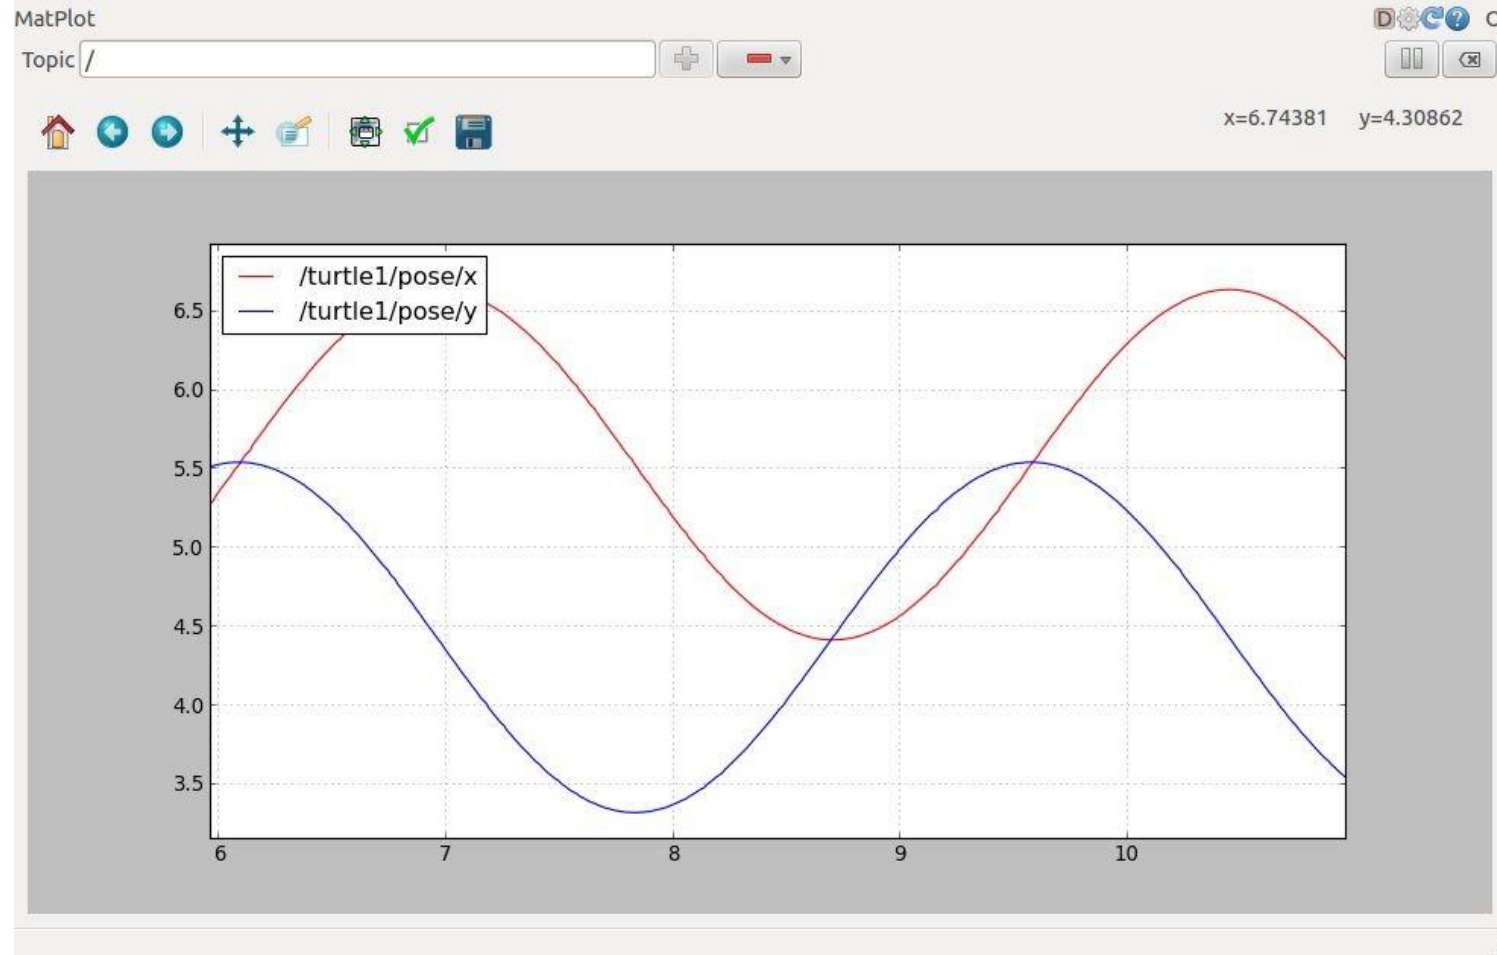 MatPlot
D
?
Topic /
x=6.74381 y=4.30862
/turtle1/pose/x
/turtle1/pose/y
6.5
6.0
5.5
5.0
4.5
4.0
3.5
6 7 8 9 10